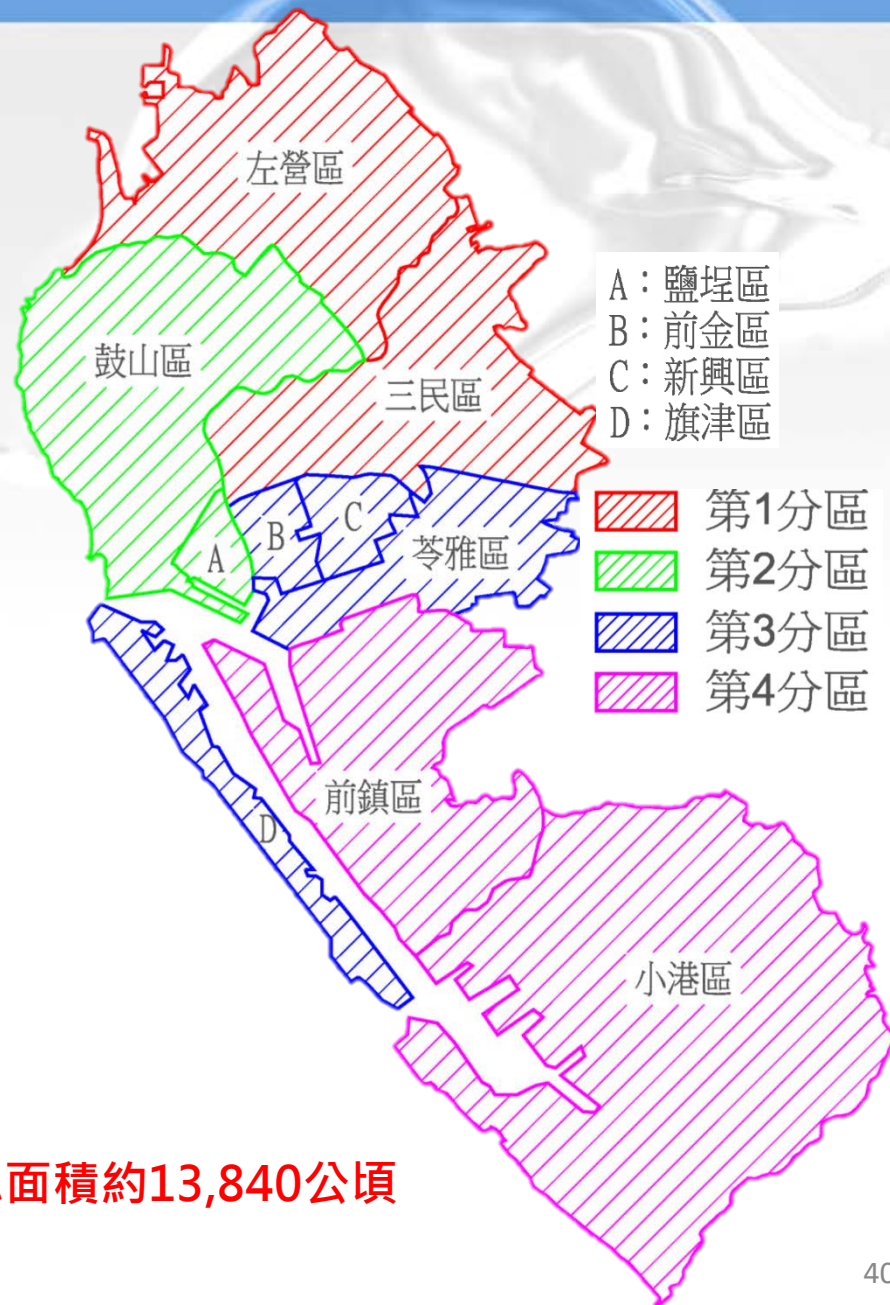 左營區
鼓山區
三民區
A：鹽埕區
B：前金區
C：新興區
D：旗津區
A
B
C
苓雅區
第1分區
第2分區
第3分區
第4分區
前鎮區
D
小港區
面積約13,840公頃
40